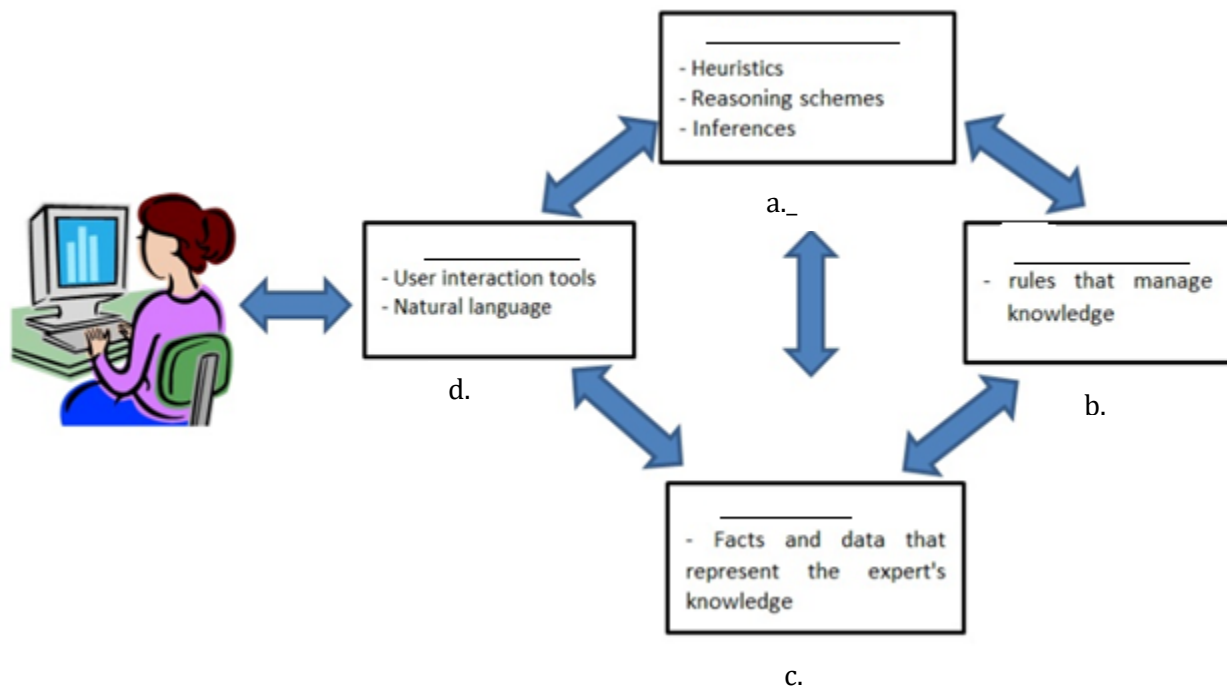 - Heuristics
- Reasoning schemes
- Inferences
a._
- User interaction tools
- Natural language
d.
- rules that manage
knowledge
b.
- Facts and data that
represent the expert's
knowledge
c.